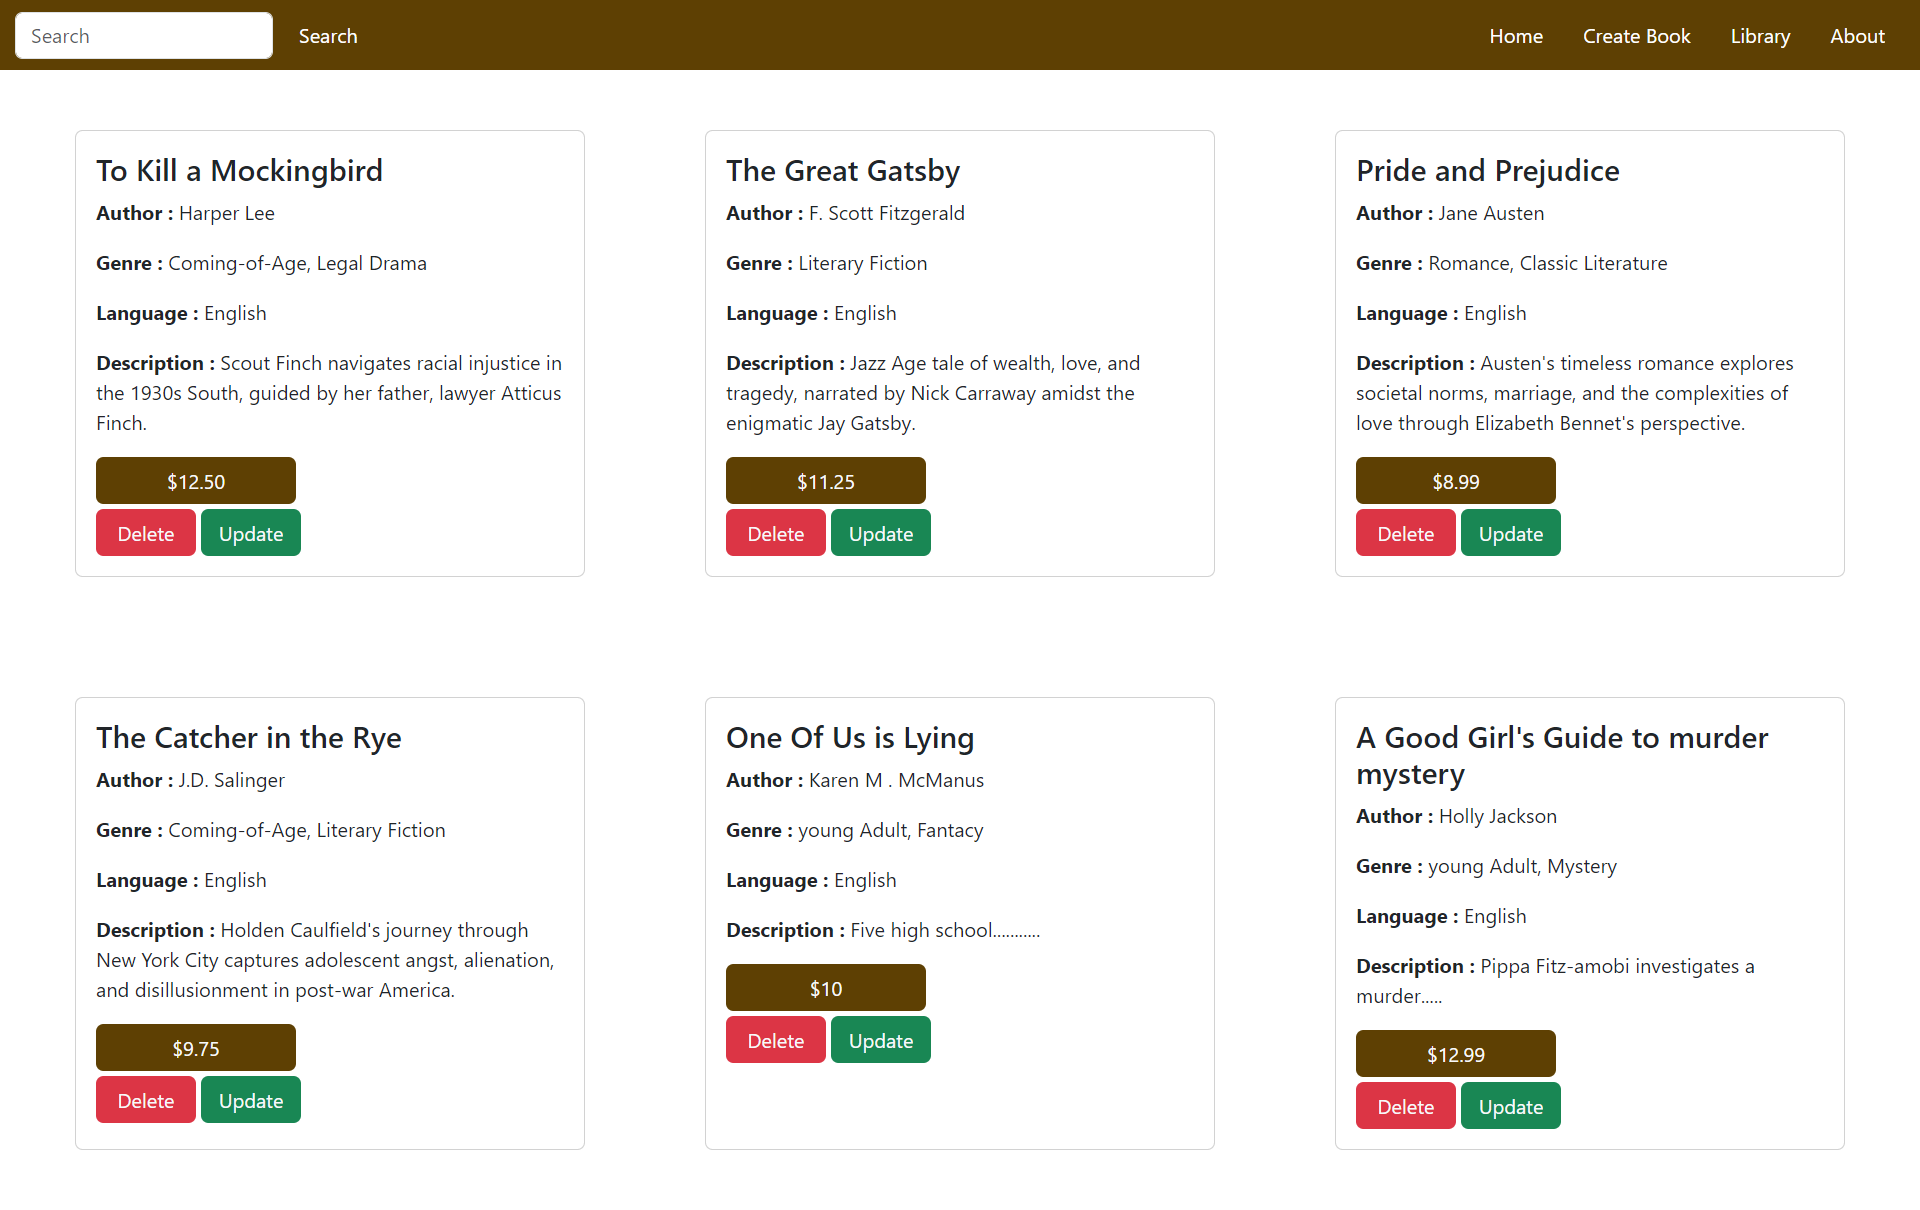 Search Search Home Create Book Library About
To Kill a Mockingbird
Author : Harper Lee
Genre : Coming-of-Age, Legal Drama
Language : English
Description : Scout Finch navigates racial injustice in
the 1930s South, guided by her father, lawyer Atticus
Finch.
$12.50
Delete Update
The Great Gatsby
Author : F. Scott Fitzgerald
Genre : Literary Fiction
Language : English
Description : Jazz Age tale of wealth, love, and
tragedy, narrated by Nick Carraway amidst the
enigmatic Jay Gatsby.
$11.25
Delete Update
Pride and Prejudice
Author : Jane Austen
Genre : Romance, Classic Literature
Language : English
Description : Austen's timeless romance explores
societal norms, marriage, and the complexities of
love through Elizabeth Bennet's perspective.
$8.99
Delete Update
The Catcher in the Rye
Author : J.D. Salinger
Genre : Coming-of-Age, Literary Fiction
Language : English
Description : Holden Caulfield's journey through
New York City captures adolescent angst, alienation,
and disillusionment in post-war America.
$9.75
Delete Update
One Of Us is Lying
Author : Karen M . McManus
Genre : young Adult, Fantacy
Language : English
Description : Five high school...........
$10
Delete Update
A Good Girl's Guide to murder
mystery
Author : Holly Jackson
Genre : young Adult, Mystery
Language : English
Description : Pippa Fitz-amobi investigates a
murder.....
$12.99
Delete Update